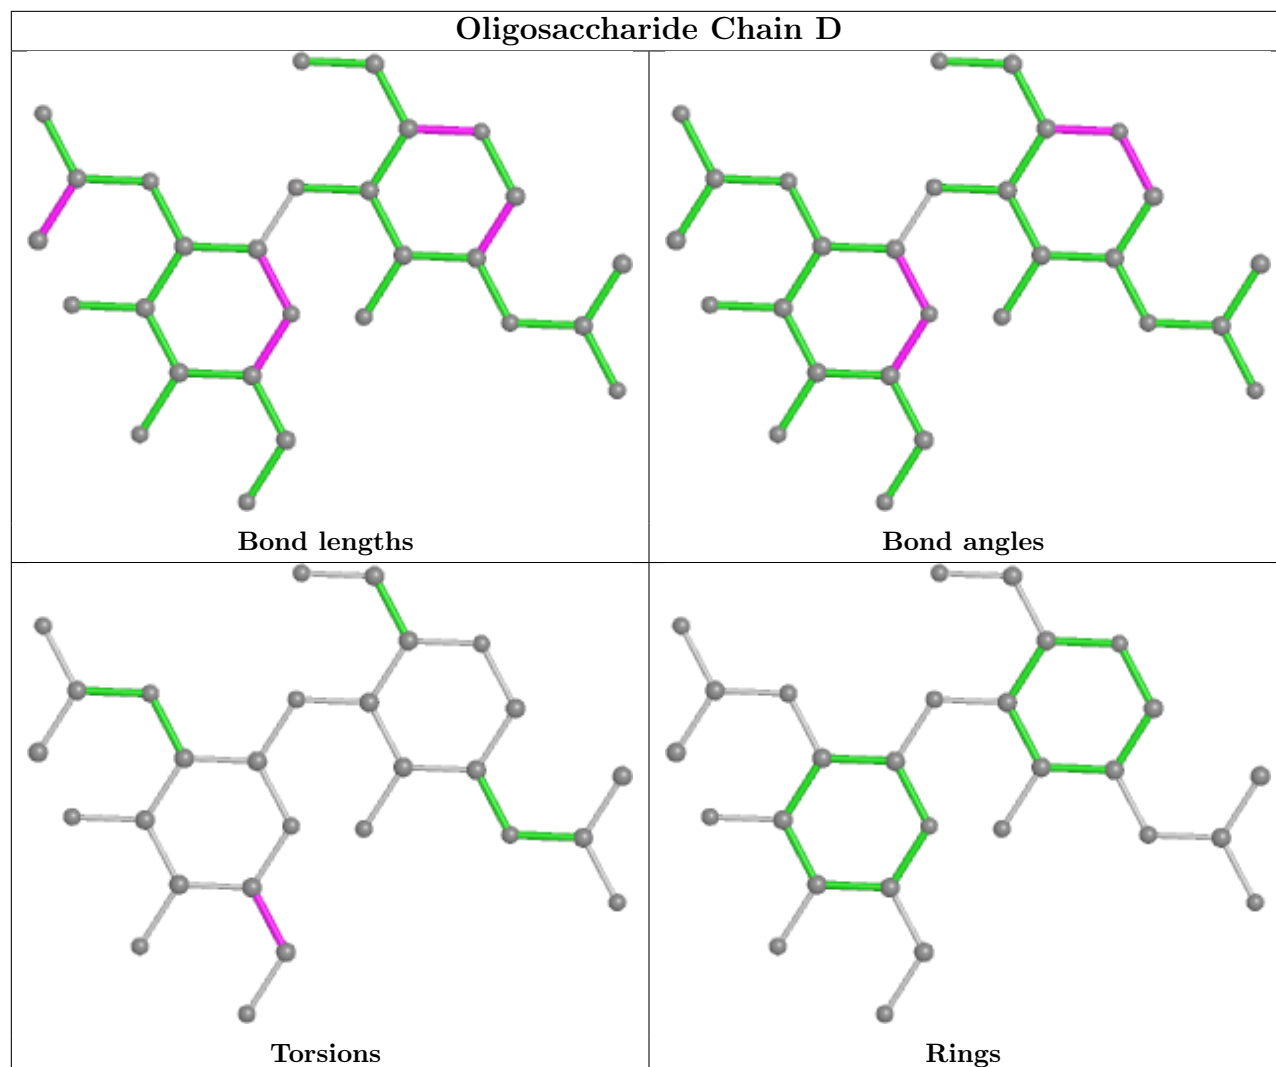 Oligosaccharide Chain D
Bond lengths
Bond angles
Torsions
Rings